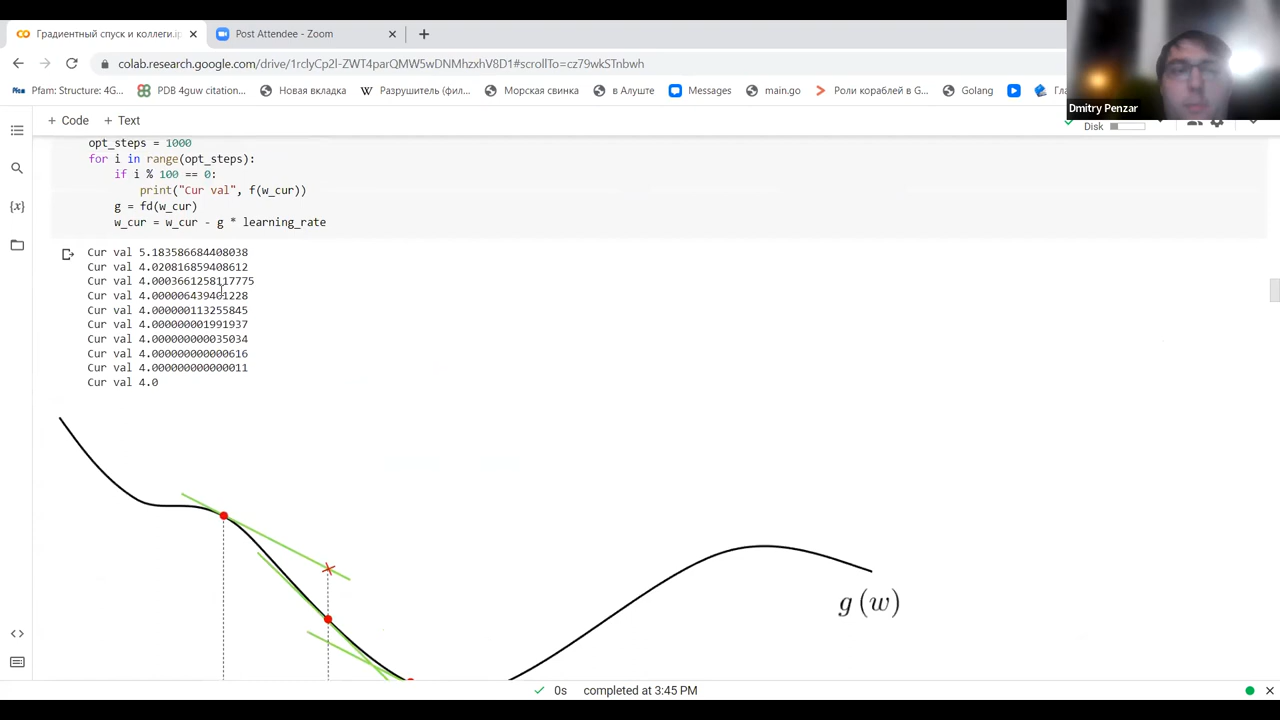 Градиентный спуск и коллеги.ip
Post Attendee - Zoom
colab.research.google.com/drive/1rclyCp2I-ZWT4parQMW5wDNMhzxhV8D1#scrollTo=cz79wkSTnbwh
Pfam: Structure: 4G...
PDB 4guw citation...
Новая вкладка
Разрушитель (фил...
Морская свинка
в Алуште
Messages
main.go
Роли кораблей в G...
Golang
Dmitry Penzar
+ Code + Text
Disk
opt_steps = 1000
for i in range(opt_steps):
if i % 100 == 0:
print("Cur val", f(w_cur))
g = fd(w_cur)
w_cur = w_cur - g * learning_rate
Cur val 5.183586684408038
Cur val 4.020816859408612
Cur val 4.0003661258117775
Cur val 4.000006439401228
Cur val 4.000000113255845
Cur val 4.000000001991937
Cur val 4.000000000035034
Cur val 4.000000000000616
Cur val 4.000000000000011
Cur val 4.0
g (w)
0s completed at 3:45 PM